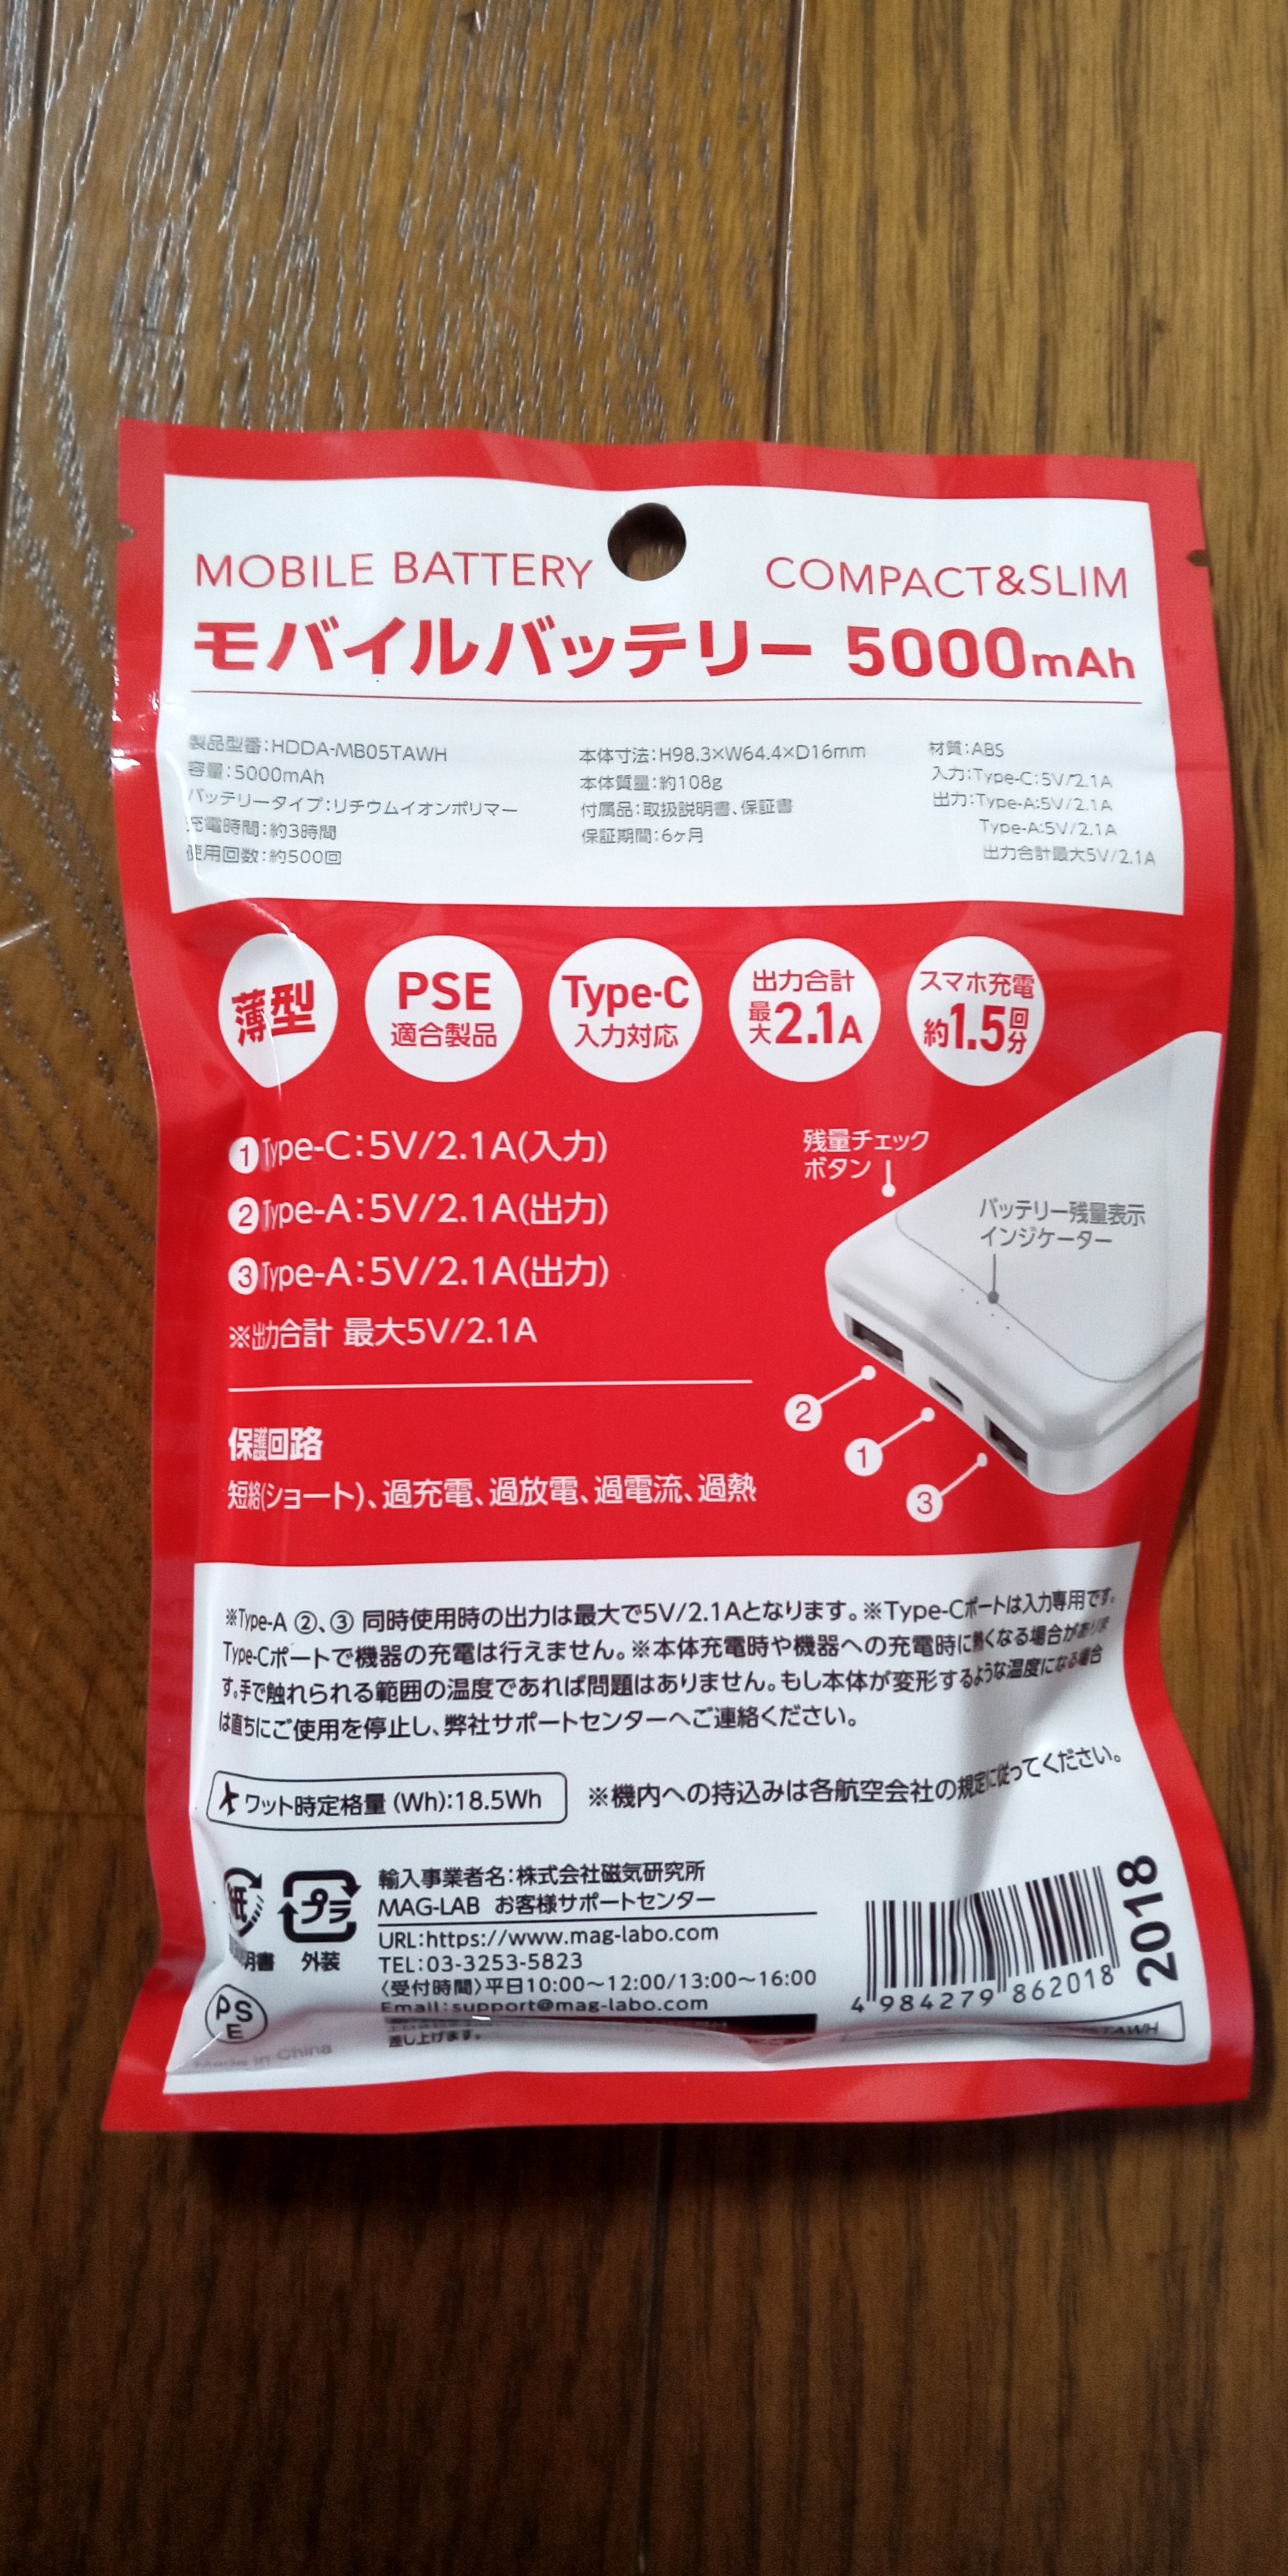 MOBILE BATTERY COMPACT&SLIM
モバイルバッテリー 5000mAh
製品型番:HDDA-MB05TAWH
容量:5000mAh
バッテリータイプ:リチウムイオンポリマー
充電時間:約3時間
使用回数:約500回
本体寸法:H98.3×W64.4×D16mm
本体質量:約108g
付属品:取扱説明書、保証書
保証期間:6ヶ月
材質:ABS
入力:Type-C:5V/2.1A
出力:Type-A:5V/2.1A
Type-A:5V/2.1A
出力合計最大5V/2.1A
薄型
PSE
適合製品
Type-C
入力対応
出力合計
最大2.1A
スマホ充電
約1.5回分
①Type-C:5V/2.1A(入力)
②Type-A:5V/2.1A(出力)
③Type-A:5V/2.1A(出力)
※出力合計 最大5V/2.1A
残量チェック
ボタン
バッテリー残量表示
インジケーター
②
①
③
保護回路
短絡(ショート)、過充電、過放電、過電流、過熱
※Type-A ②、③ 同時使用時の出力は最大で5V/2.1Aとなります。※Type-Cポートは入力専用です。
Type-Cポートで機器の充電は行えません。※本体充電時や機器への充電時に熱くなる場合がありま
す。手で触れられる範囲の温度であれば問題はありません。もし本体が変形するような温度になる場合
は直ちにご使用を停止し、弊社サポートセンターへご連絡ください。
ワット時定格量 (Wh):18.5Wh ※機内への持込みは各航空会社の規定に従ってください。
紙
明書
プラ
外装
PS
E
Made in China
輸入事業者名:株式会社磁気研究所
MAG-LAB お客様サポートセンター
URL:https://www.mag-labo.com
TEL:03-3253-5823
〈受付時間〉平日10:00～12:00/13:00～16:00
Email:support@mag-labo.com
差し上げます。
4 984279 862018
2018
TAWH